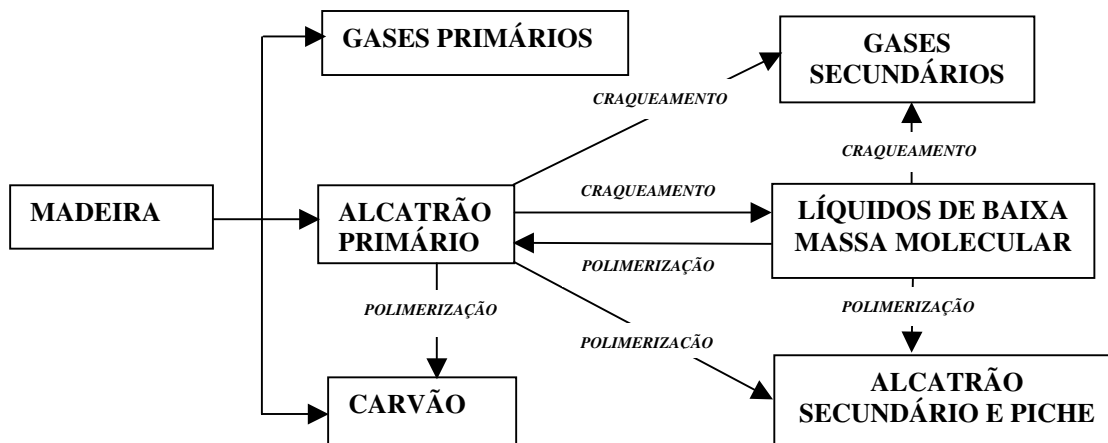 GASES PRIMÁRIOS
GASES
SECUNDÁRIOS
CRAQUEAMENTO
CRAQUEAMENTO
MADEIRA
ALCATRÃO
PRIMÁRIO
CRAQUEAMENTO
LÍQUIDOS DE BAIXA
MASSA MOLECULAR
POLIMERIZAÇÃO
POLIMERIZAÇÃO
POLIMERIZAÇÃO
POLIMERIZAÇÃO
CARVÃO
ALCATRÃO
SECUNDÁRIO E PICHE